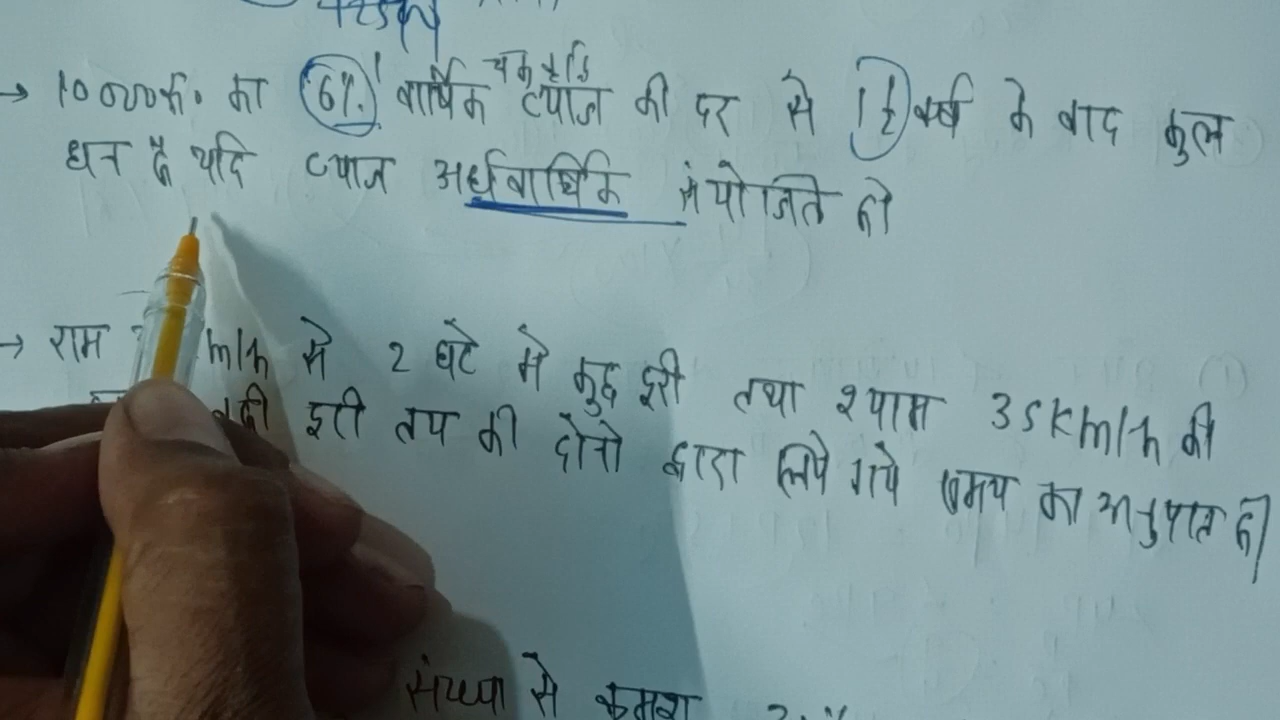 → 10000रु० का 6% वार्षिक चक्रवृद्धि ब्याज की दर से 1½ वर्ष के बाद कुल
धन है यदि ब्याज अर्धवार्षिक संयोजित हो
→ राम m/h से 2 घंटे मे कुछ दूरी तथा श्याम 35km/h की
वही दूरी तय की दोनो द्वारा लिये गये समय का अनुपात है
संख्या से क्रमश